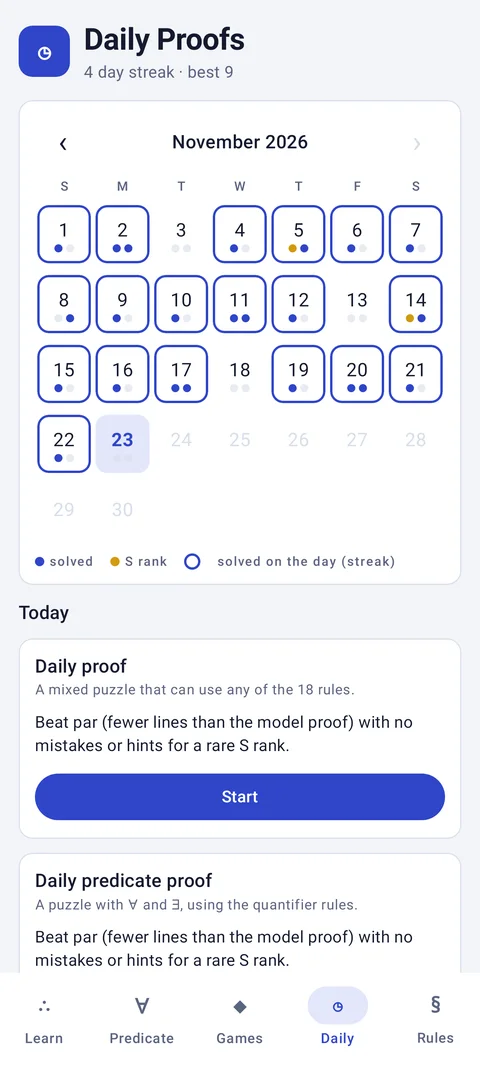 Daily Proofs
4 day streak · best 9
‹ November 2026 ›
S M T W T F S
1 2 3 4 5 6 7
8 9 10 11 12 13 14
15 16 17 18 19 20 21
22 23 24 25 26 27 28
29 30
solved S rank solved on the day (streak)
Today
Daily proof
A mixed puzzle that can use any of the 18 rules.
Beat par (fewer lines than the model proof) with no
mistakes or hints for a rare S rank.
Start
Daily predicate proof
A puzzle with ∀ and ∃, using the quantifier rules.
Beat par (fewer lines than the model proof) with no
mistakes or hints for a rare S rank.
∴ ∀ ◆ ◷ §
Learn Predicate Games Daily Rules